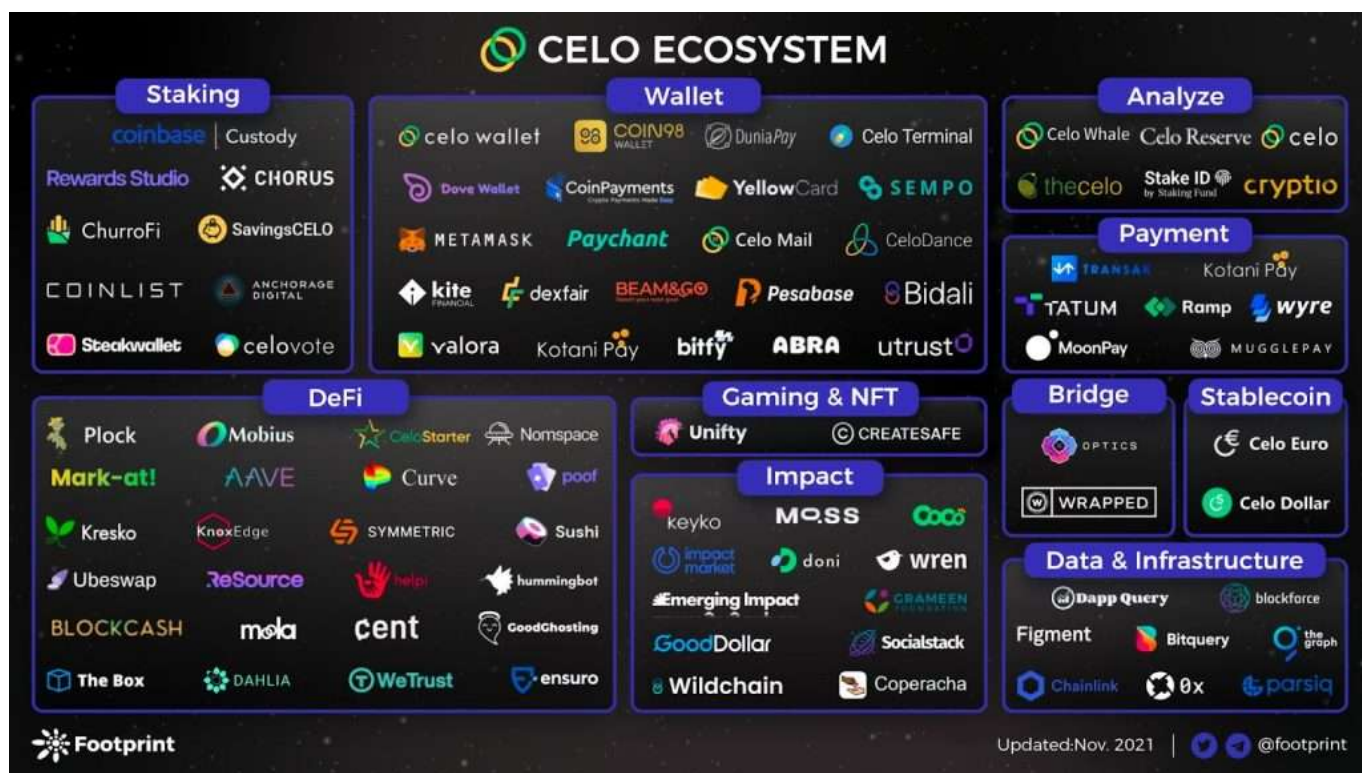 CELO ECOSYSTEM
Staking
coinbase | Custody
Rewards Studio CHORUS
ChurroFi SavingsCELO
COINLIST ANCHORAGE DIGITAL
Steakwallet celovote
Wallet
celo wallet 98 COIN98 WALLET DuniaPay Celo Terminal
Dove Wallet CoinPayments Crypto Payments Made Easy YellowCard SEMPO
METAMASK Paychant Celo Mail CeloDance
kite FINANCIAL dexfair BEAM&GO Pesabase Bidali
valora Kotani Pay bitfy ABRA utrust
Analyze
Celo Whale Celo Reserve celo
thecelo Stake ID by Staking Fund cryptio
Payment
TRANSAK Kotani Pay
TATUM Ramp wyre
MoonPay MUGGLEPAY
DeFi
Plock Mobius CeloStarter Nomspace
Mark-at! AAVE Curve poof
Kresko KnoxEdge SYMMETRIC Sushi
Ubeswap ReSource helpi hummingbot
BLOCKCASH moola cent GoodGhosting
The Box DAHLIA WeTrust ensuro
Gaming & NFT
Unifty © CREATESAFE
Impact
keyko MOSS COCO
impact market doni wren
Emerging Impact GRAMEEN FOUNDATION
GoodDollar Socialstack
Wildchain Coperacha
Bridge
OPTICS
W WRAPPED
Stablecoin
Celo Euro
Celo Dollar
Data & Infrastructure
Dapp Query blockforce
Figment Bitquery the graph
Chainlink 0x parsiq
Footprint
Updated:Nov. 2021 | @footprint